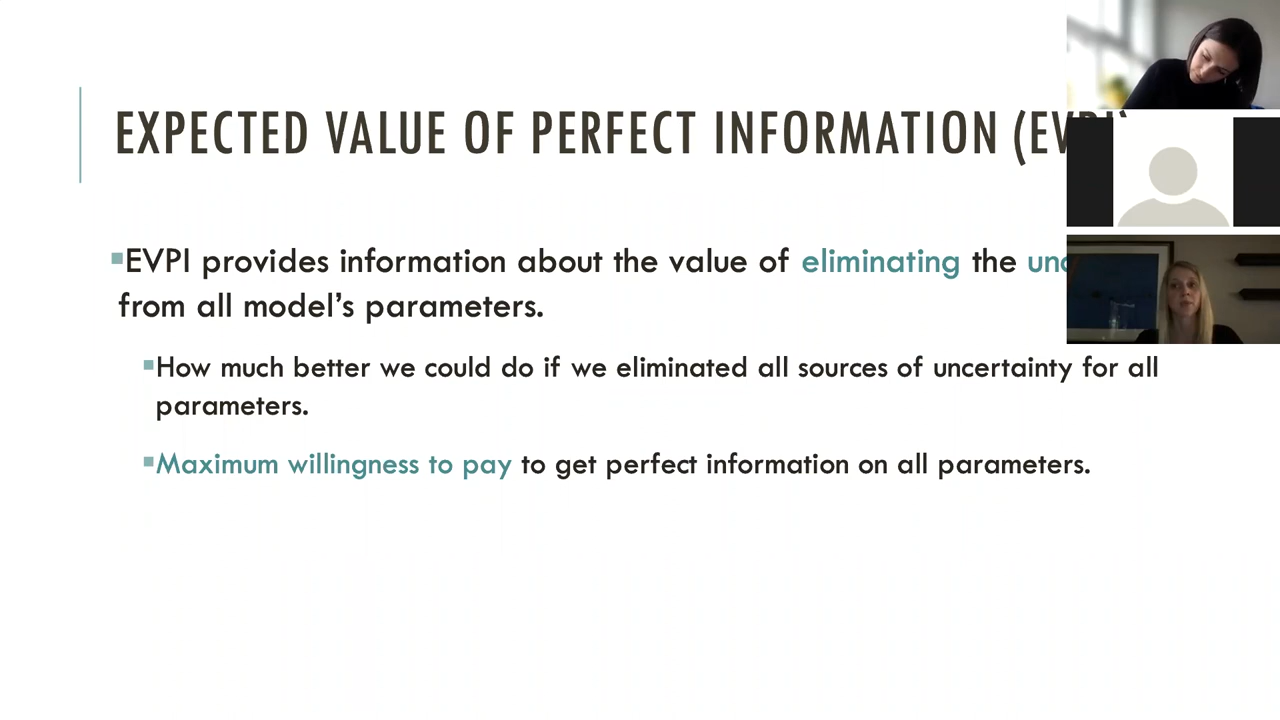 EXPECTED VALUE OF PERFECT INFORMATION (EVPI)
▪EVPI provides information about the value of eliminating the
from all model's parameters.
▪How much better we could do if we eliminated all sources of uncertainty for all
parameters.
▪Maximum willingness to pay to get perfect information on all parameters.